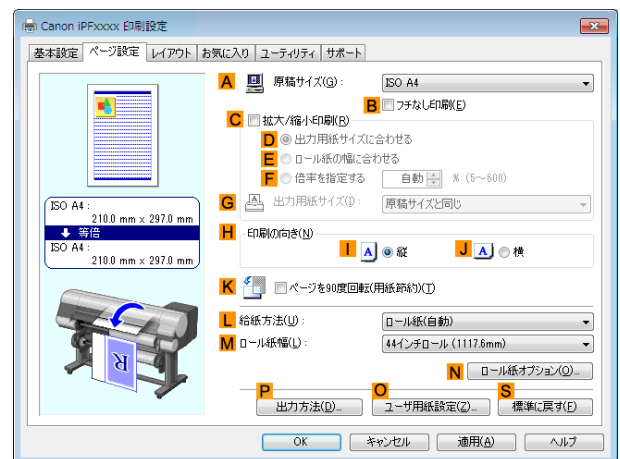 Canon iPFxxxx 印刷設定
基本設定 ページ設定 レイアウト お気に入り ユーティリティ サポート
A 原稿サイズ(G): ISO A4
B フチなし印刷(E)
C 拡大/縮小印刷(R)
D 出力用紙サイズに合わせる
E ロール紙の幅に合わせる
F 倍率を指定する 自動 % (5～600)
G 出力用紙サイズ(I): 原稿サイズと同じ
ISO A4 :
210.0 mm x 297.0 mm
等倍
ISO A4 :
210.0 mm x 297.0 mm
H 印刷の向き(N)
I A 縦 J A 横
K ページを90度回転(用紙節約)(T)
L 給紙方法(U): ロール紙(自動)
M ロール紙幅(L): 44インチロール (1117.6mm)
N ロール紙オプション(O)...
P O S
出力方法(D)... ユーザ用紙設定(Z)... 標準に戻す(F)
R
OK キャンセル 適用(A) ヘルプ